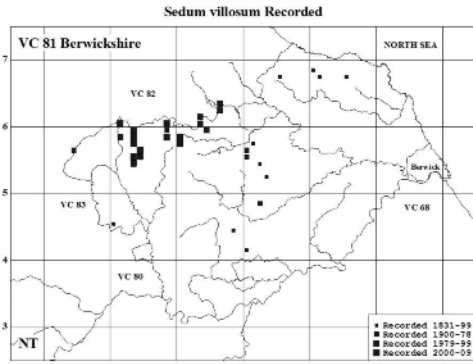 Sedum villosum Recorded
VC 81 Berwickshire
NORTH SEA
7
VC 82
6
Berwick
5
VC 83
VC 68
4
VC 80
3
NT
Recorded 1831-99
Recorded 1900-78
Recorded 1979-99
Recorded 2000-09